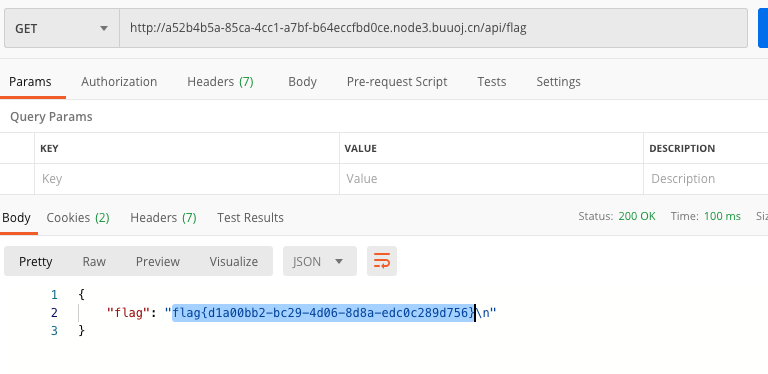 GET http://a52b4b5a-85ca-4cc1-a7bf-b64eccfbd0ce.node3.buuoj.cn/api/flag
Params Authorization Headers (7) Body Pre-request Script Tests Settings
Query Params
KEY VALUE DESCRIPTION
Key Value Description
Body Cookies (2) Headers (7) Test Results Status: 200 OK Time: 100 ms Siz
Pretty Raw Preview Visualize JSON
1 {
2 "flag": "flag{d1a00bb2-bc29-4d06-8d8a-edc0c289d756}\n"
3 }